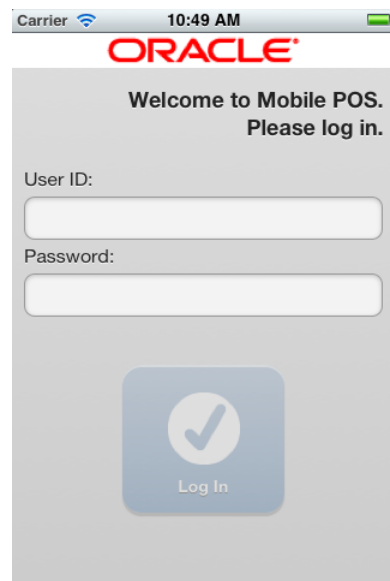 Carrier 10:49 AM
ORACLE®
Welcome to Mobile POS.
Please log in.
User ID:
Password:
Log In